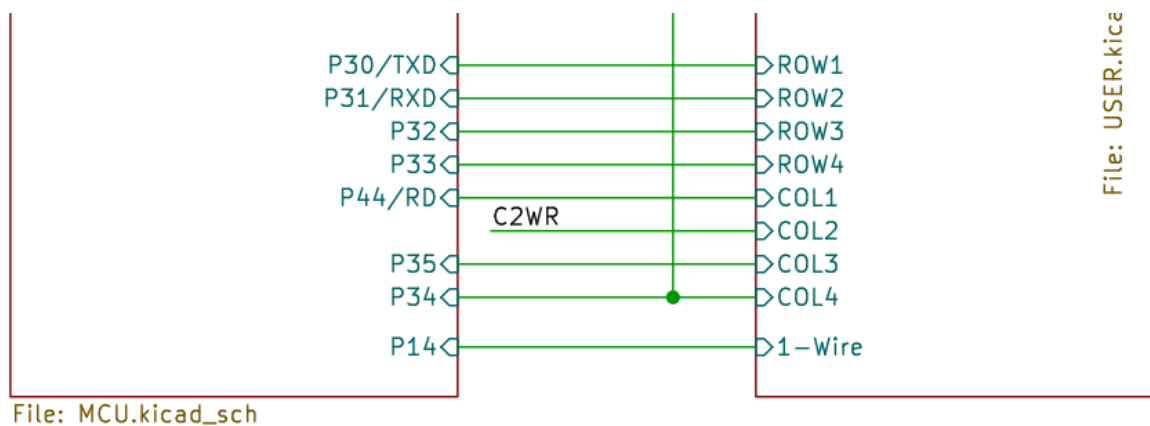 P30/TXD ROW1
P31/RXD ROW2
P32 ROW3
P33 ROW4
P44/RD COL1
C2WR COL2
P35 COL3
P34 COL4
P14 1-Wire
File: MCU.kicad_sch
File: USER.kica